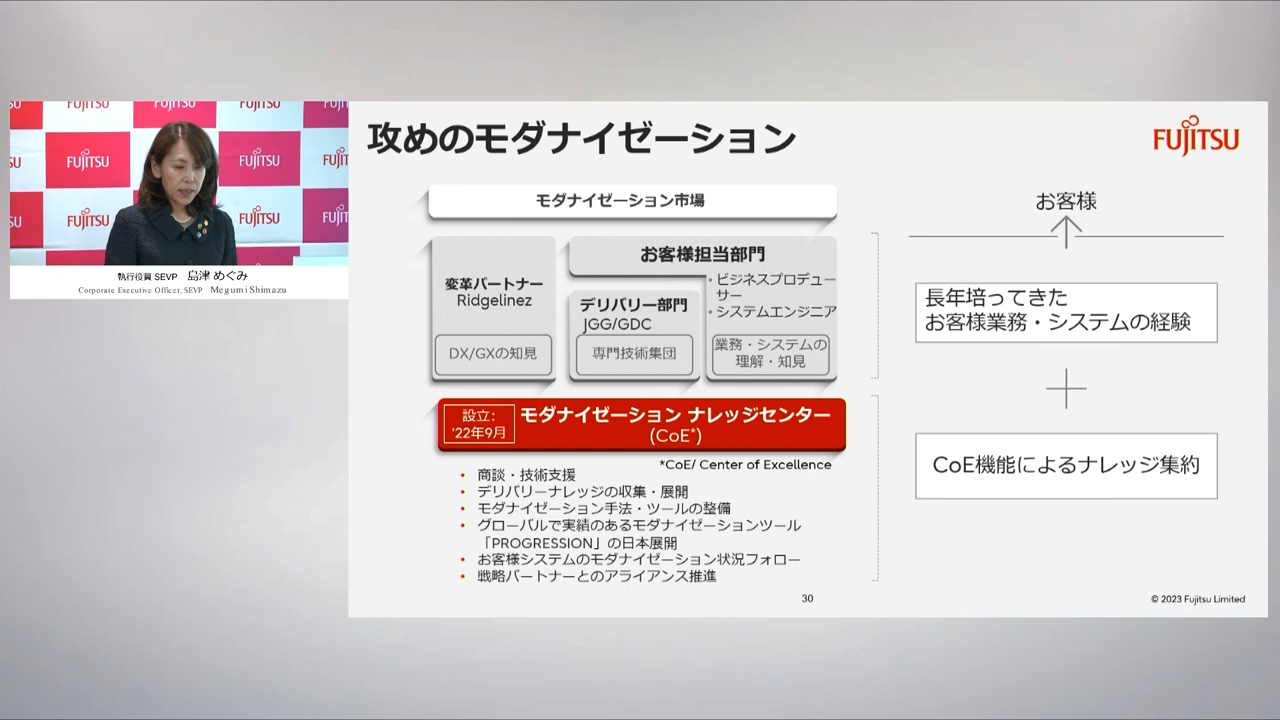 FUJITSU FUJITSU
FUJITSU FUJITSU
FUJITSU FUJITSU
執行役員 SEVP 島津 めぐみ
Corporate Executive Officer, SEVP Megumi Shimazu
攻めのモダナイゼーション
FUJITSU
モダナイゼーション市場
変革パートナー
Ridgelinez
DX/GXの知見
お客様担当部門
デリバリー部門
JGG/GDC
専門技術集団
・ビジネスプロデュー
サー
・システムエンジニア
業務・システムの
理解・知見
設立：
‘22年9月
モダナイゼーション ナレッジセンター
(CoE*)
*CoE/ Center of Excellence
• 商談・技術支援
• デリバリーナレッジの収集・展開
• モダナイゼーション手法・ツールの整備
• グローバルで実績のあるモダナイゼーションツール
「PROGRESSION」の日本展開
• お客様システムのモダナイゼーション状況フォロー
• 戦略パートナーとのアライアンス推進
お客様
長年培ってきた
お客様業務・システムの経験
CoE機能によるナレッジ集約
30
© 2023 Fujitsu Limited